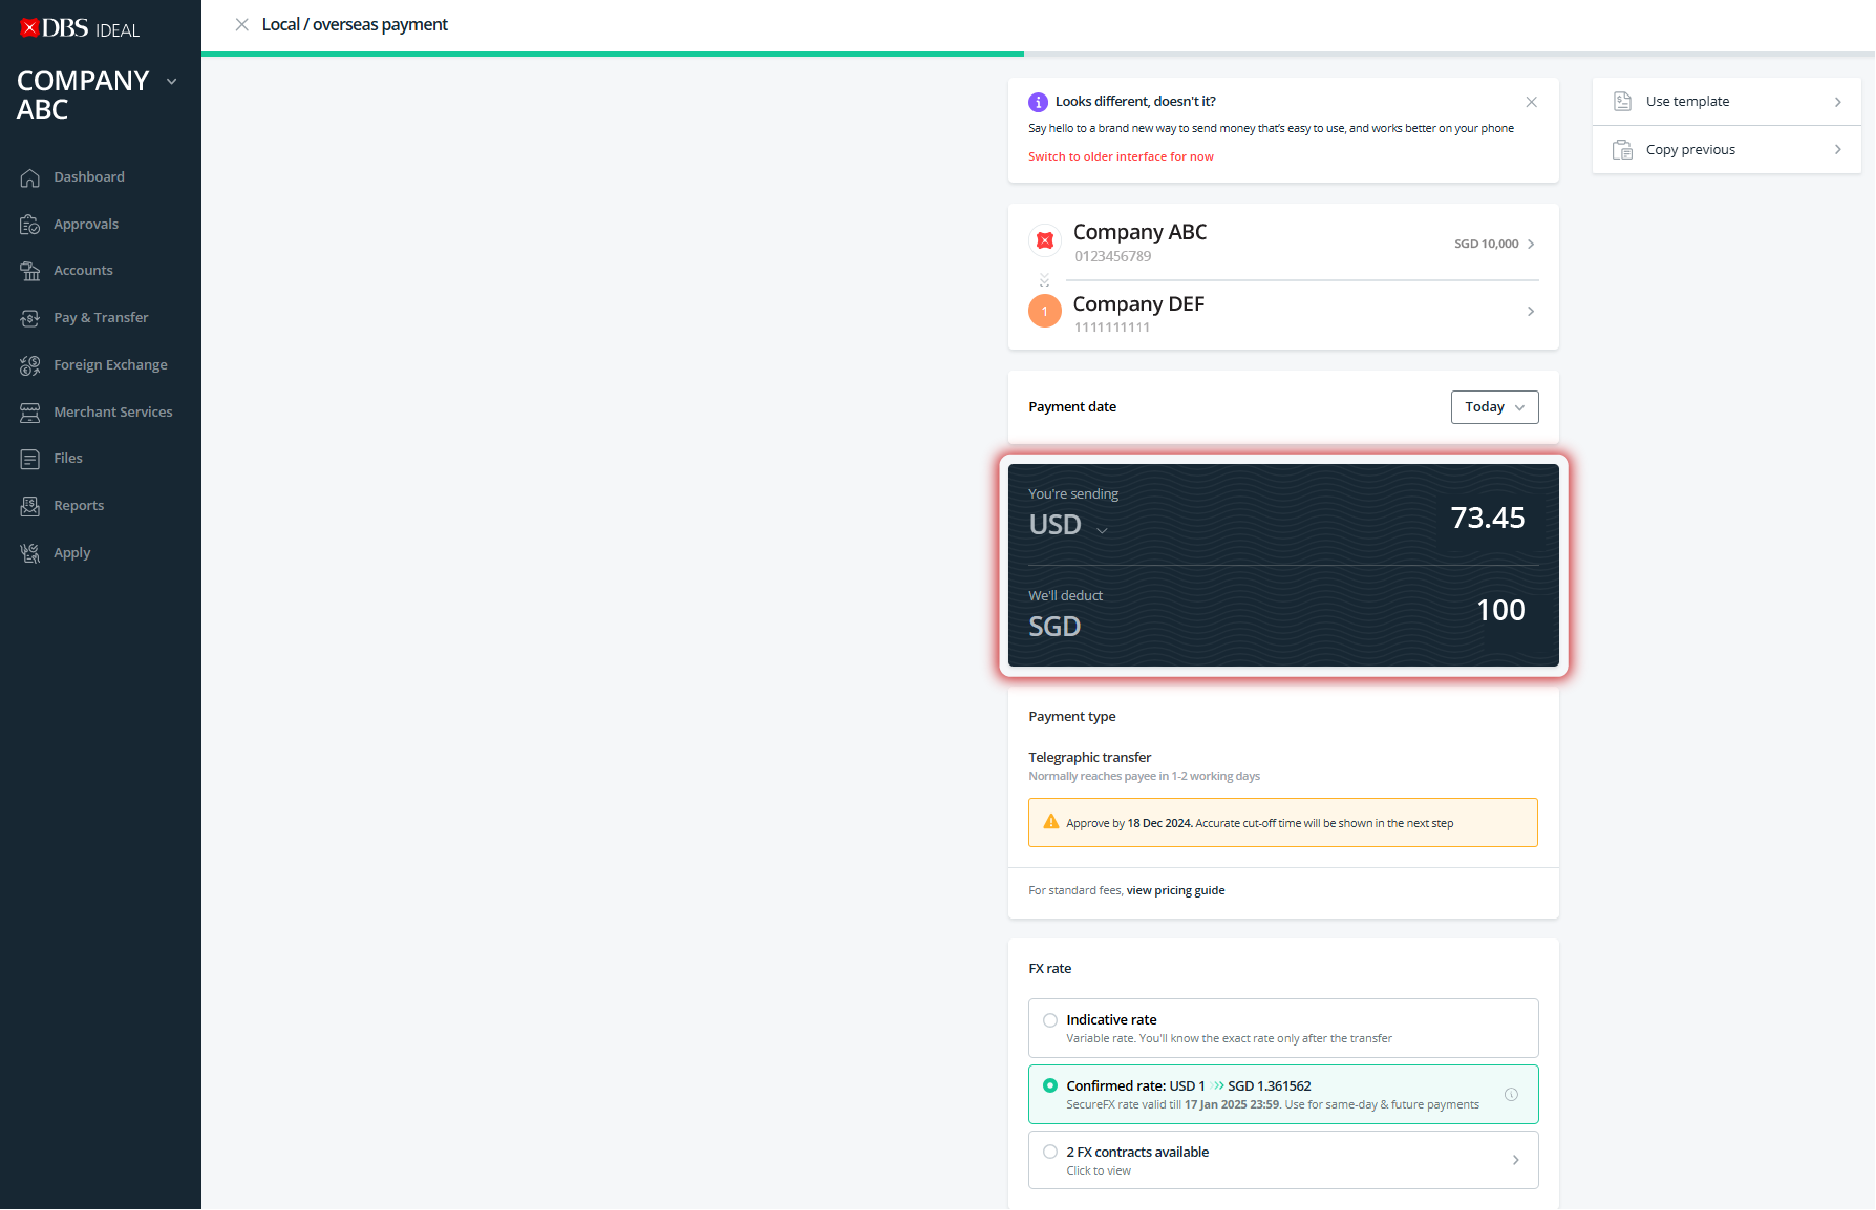 DBS IDEAL
COMPANY
ABC
Dashboard
Approvals
Accounts
Pay & Transfer
Foreign Exchange
Merchant Services
Files
Reports
Apply
Local / overseas payment
Looks different, doesn't it?
Say hello to a brand new way to send money that's easy to use, and works better on your phone
Switch to older interface for now
Use template
Copy previous
Company ABC
0123456789
SGD 10,000
1
Company DEF
1111111111
Payment date
Today
You're sending
USD
73.45
We'll deduct
SGD
100
Payment type
Telegraphic transfer
Normally reaches payee in 1-2 working days
Approve by 18 Dec 2024. Accurate cut-off time will be shown in the next step
For standard fees, view pricing guide
FX rate
Indicative rate
Variable rate. You'll know the exact rate only after the transfer
Confirmed rate: USD 1 >>> SGD 1.361562
SecureFX rate valid till 17 Jan 2025 23:59. Use for same-day & future payments
2 FX contracts available
Click to view